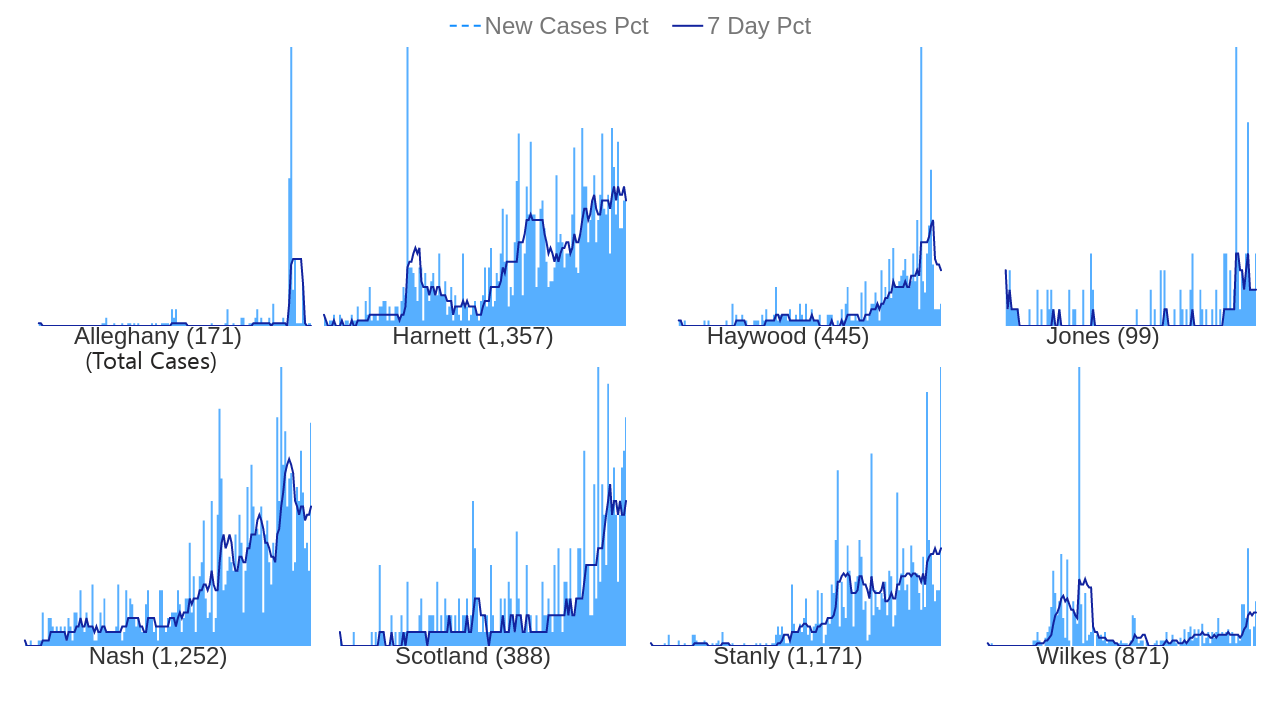 New Cases Pct 7 Day Pct
Alleghany (171) Harnett (1,357) Haywood (445) Jones (99)
(Total Cases)
Nash (1,252) Scotland (388) Stanly (1,171) Wilkes (871)